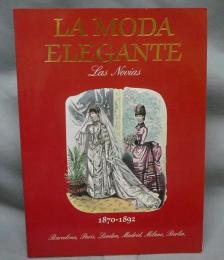 LA MODA
ELEGANTE
Las Novias
1870-1892
Barcelona, Paris, London, Madrid, Milano, Berlin.